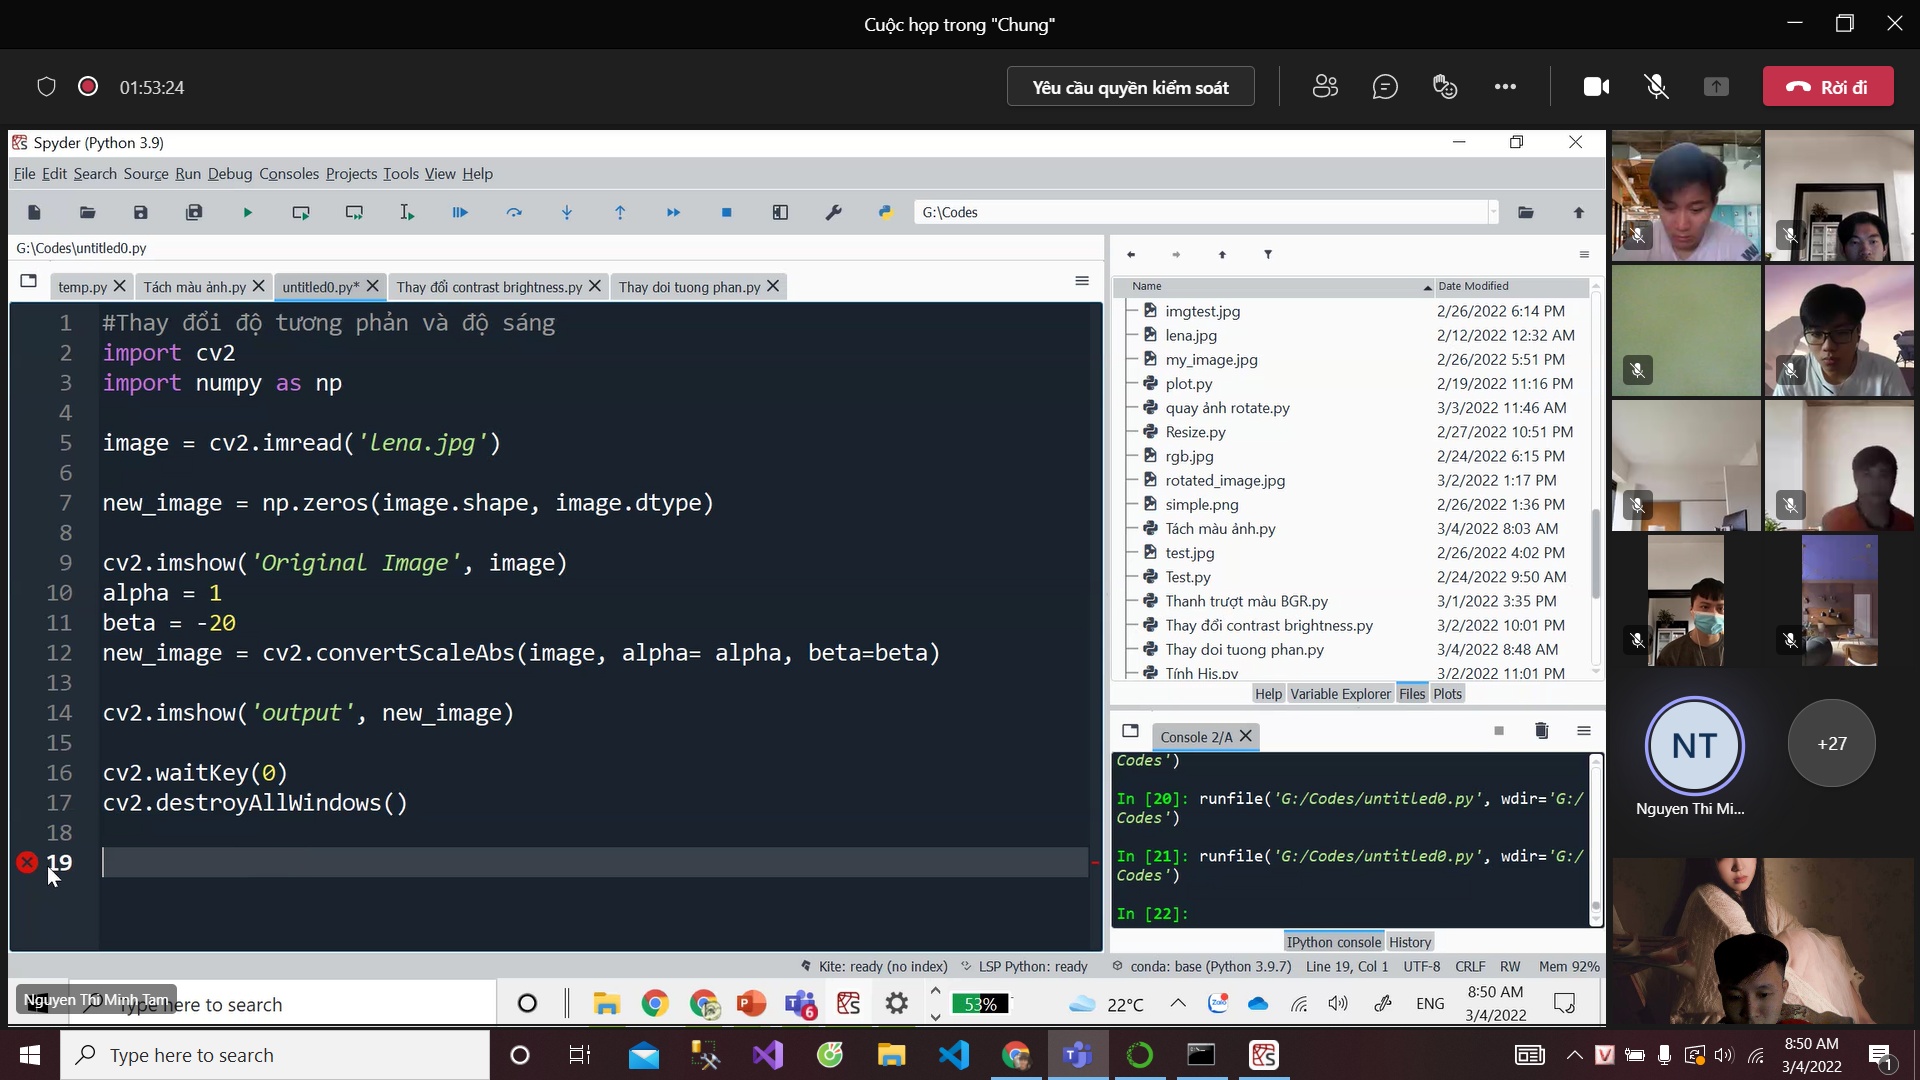 Cuộc họp trong "Chung"
01:53:24
Yêu cầu quyền kiểm soát
Rời đi
Spyder (Python 3.9)
File Edit Search Source Run Debug Consoles Projects Tools View Help
G:\Codes
G:\Codes\untitled0.py
temp.py
Tách màu ảnh.py
untitled0.py*
Thay đổi contrast brightness.py
Thay doi tuong phan.py
1 #Thay đổi độ tương phản và độ sáng
2 import cv2
3 import numpy as np
4
5 image = cv2.imread('lena.jpg')
6
7 new_image = np.zeros(image.shape, image.dtype)
8
9 cv2.imshow('Original Image', image)
10 alpha = 1
11 beta = -20
12 new_image = cv2.convertScaleAbs(image, alpha= alpha, beta=beta)
13
14 cv2.imshow('output', new_image)
15
16 cv2.waitKey(0)
17 cv2.destroyAllWindows()
18
19
Name Date Modified
imgtest.jpg 2/26/2022 6:14 PM
lena.jpg 2/12/2022 12:32 AM
my_image.jpg 2/26/2022 5:51 PM
plot.py 2/19/2022 11:16 PM
quay ảnh rotate.py 3/3/2022 11:46 AM
Resize.py 2/27/2022 10:51 PM
rgb.jpg 2/24/2022 6:15 PM
rotated_image.jpg 3/2/2022 1:17 PM
simple.png 2/26/2022 1:36 PM
Tách màu ảnh.py 3/4/2022 8:03 AM
test.jpg 2/26/2022 4:02 PM
Test.py 2/24/2022 9:50 AM
Thanh trượt màu BGR.py 3/1/2022 3:35 PM
Thay đổi contrast brightness.py 3/2/2022 10:01 PM
Thay doi tuong phan.py 3/4/2022 8:48 AM
Tính His.py 3/2/2022 11:01 PM
Help Variable Explorer Files Plots
Console 2/A
Codes')
In [20]: runfile('G:/Codes/untitled0.py', wdir='G:/
Codes')
In [21]: runfile('G:/Codes/untitled0.py', wdir='G:/
Codes')
In [22]:
IPython console History
Kite: ready (no index) LSP Python: ready conda: base (Python 3.9.7) Line 19, Col 1 UTF-8 CRLF RW Mem 92%
NT
Nguyen Thi Mi...
+27
Nguyen Thi Minh Tam
Type here to search
6
53%
22°C
Zalo
ENG
8:50 AM
3/4/2022
Type here to search
V
8:50 AM
3/4/2022
1